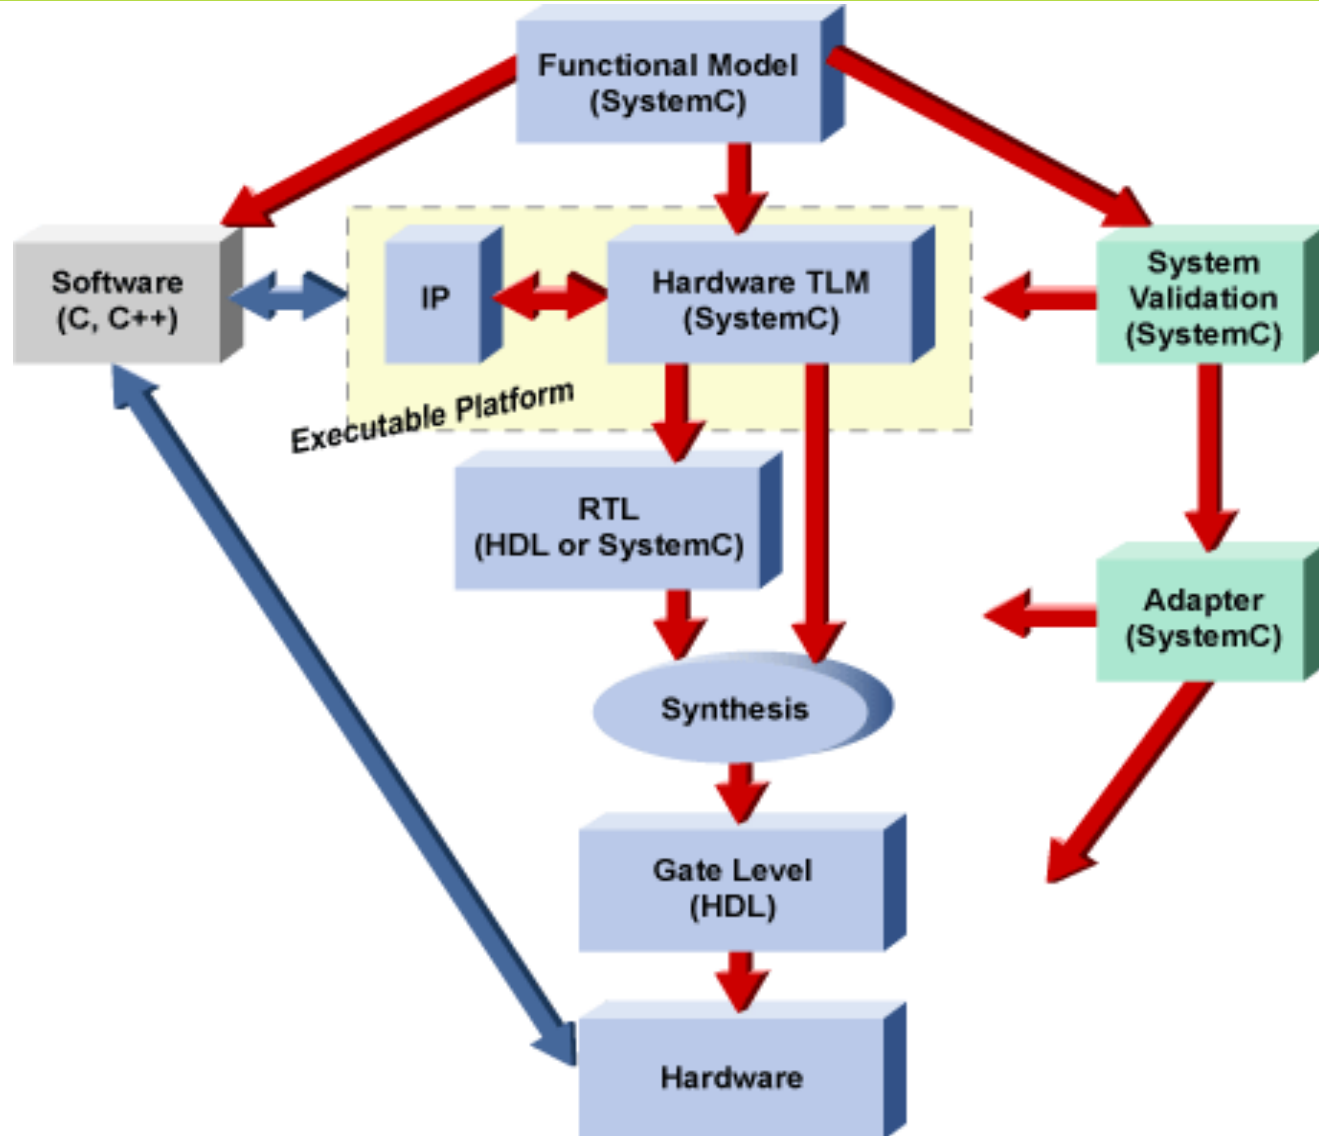 Functional Model
(SystemC)
Software
(C, C++)
IP
Hardware TLM
(SystemC)
System
Validation
(SystemC)
Executable Platform
RTL
(HDL or SystemC)
Adapter
(SystemC)
Synthesis
Gate Level
(HDL)
Hardware